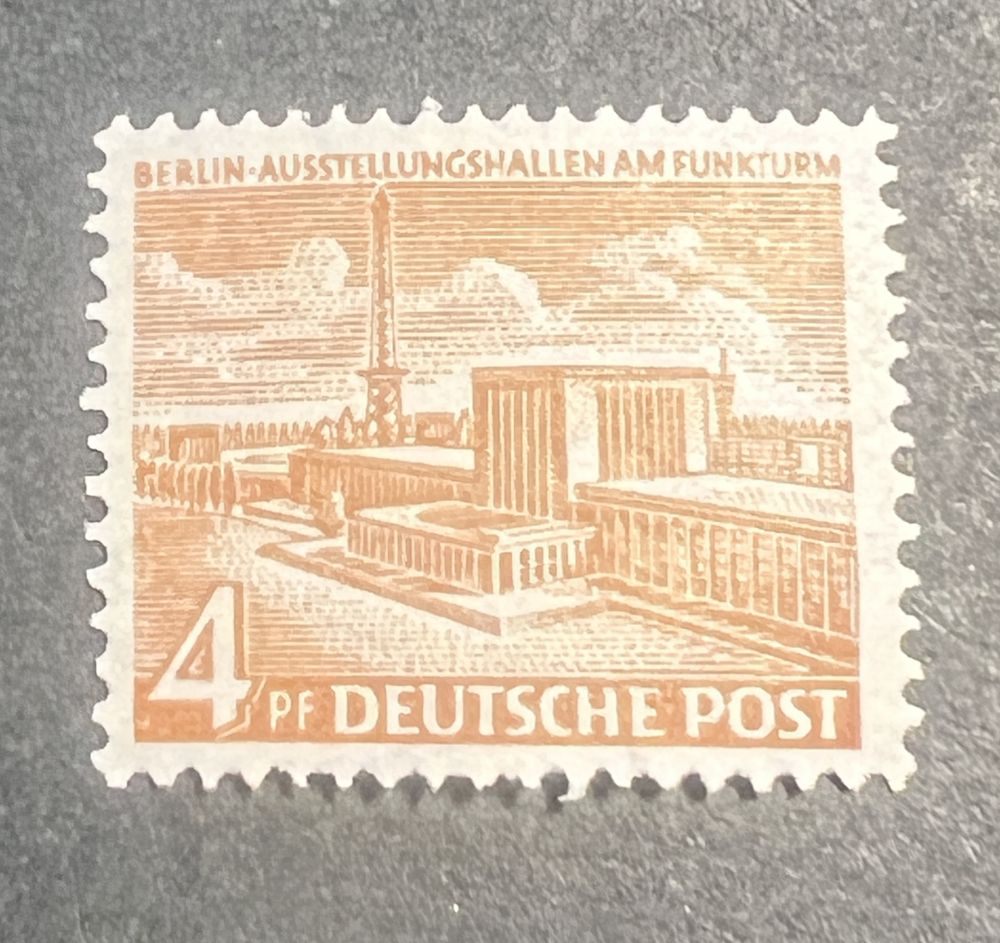 BERLIN·AUSSTELLUNGSHALLEN AM FUNKTURM
4 PF DEUTSCHE POST